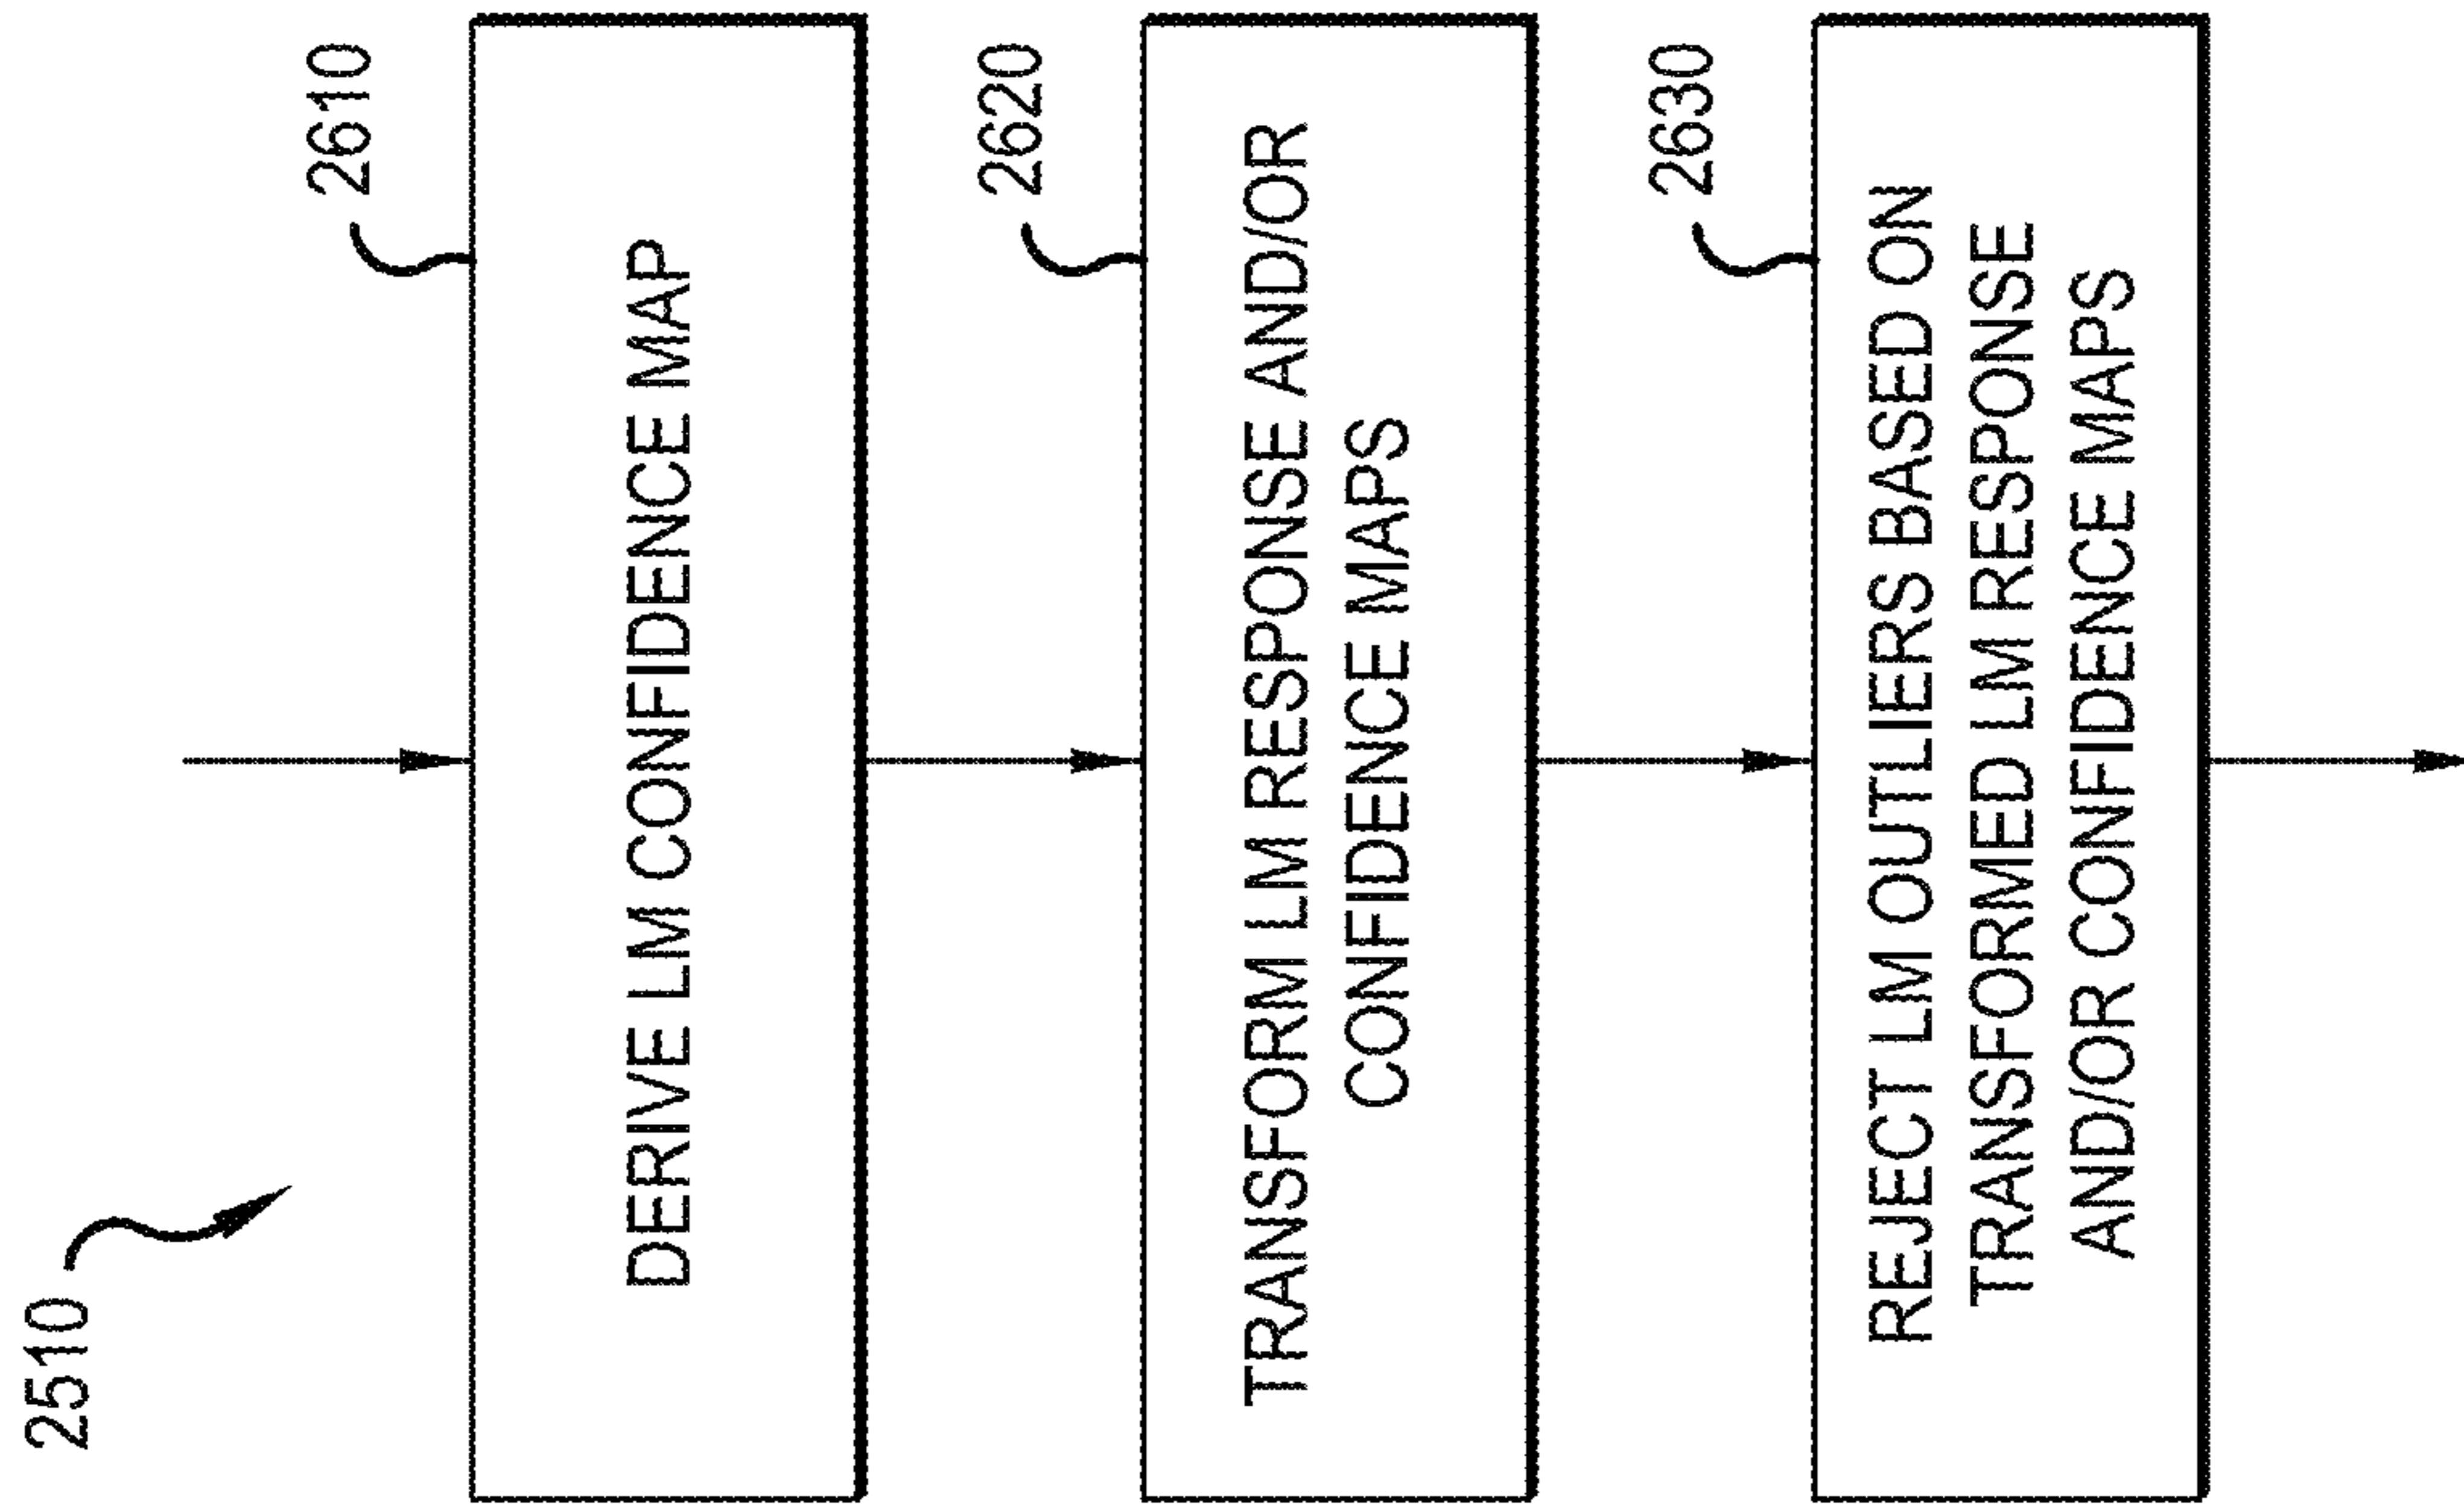 2510
2610
DERIVE LM CONFIDENCE MAP
2620
TRANSFORM LM RESPONSE AND/OR
CONFIDENCE MAPS
2630
REJECT LM OUTLIERS BASED ON
TRANSFORMED LM RESPONSE
AND/OR CONFIDENCE MAPS